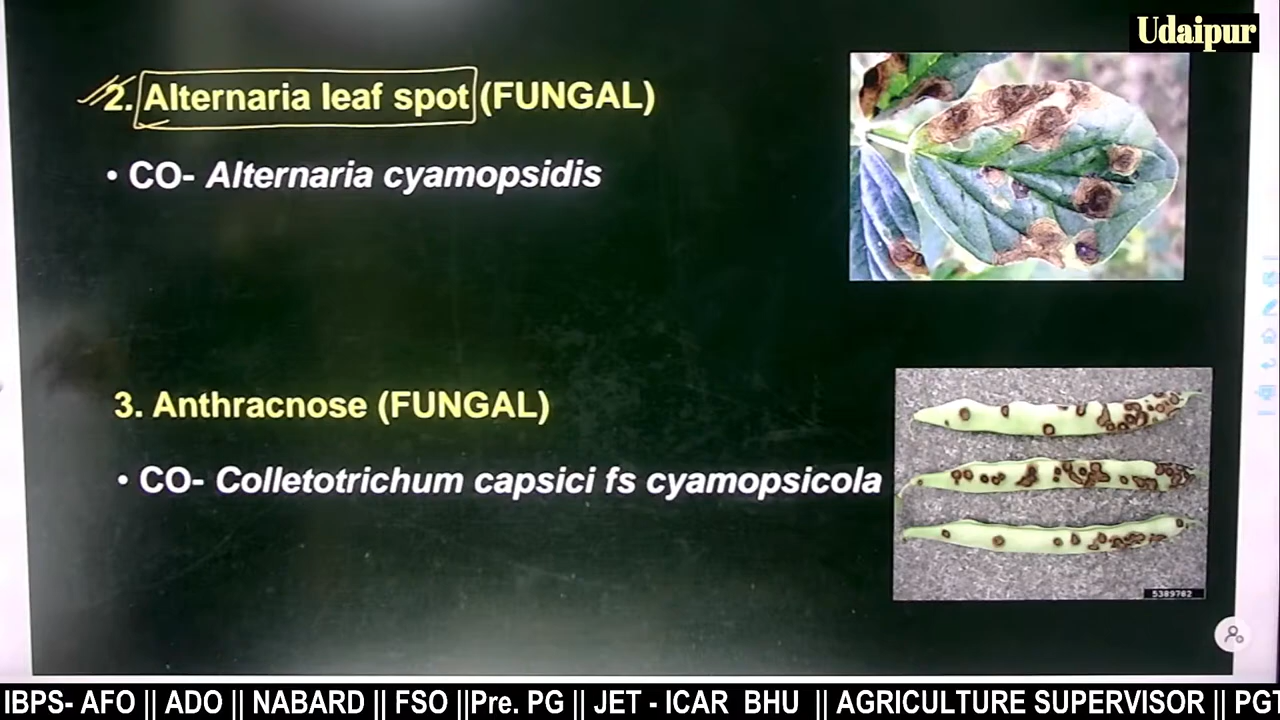 Udaipur
2. Alternaria leaf spot (FUNGAL)
• CO- Alternaria cyamopsidis
3. Anthracnose (FUNGAL)
• CO- Colletotrichum capsici fs cyamopsicola
5389762
IBPS- AFO || ADO || NABARD || FSO ||Pre. PG || JET - ICAR BHU || AGRICULTURE SUPERVISOR || PGT